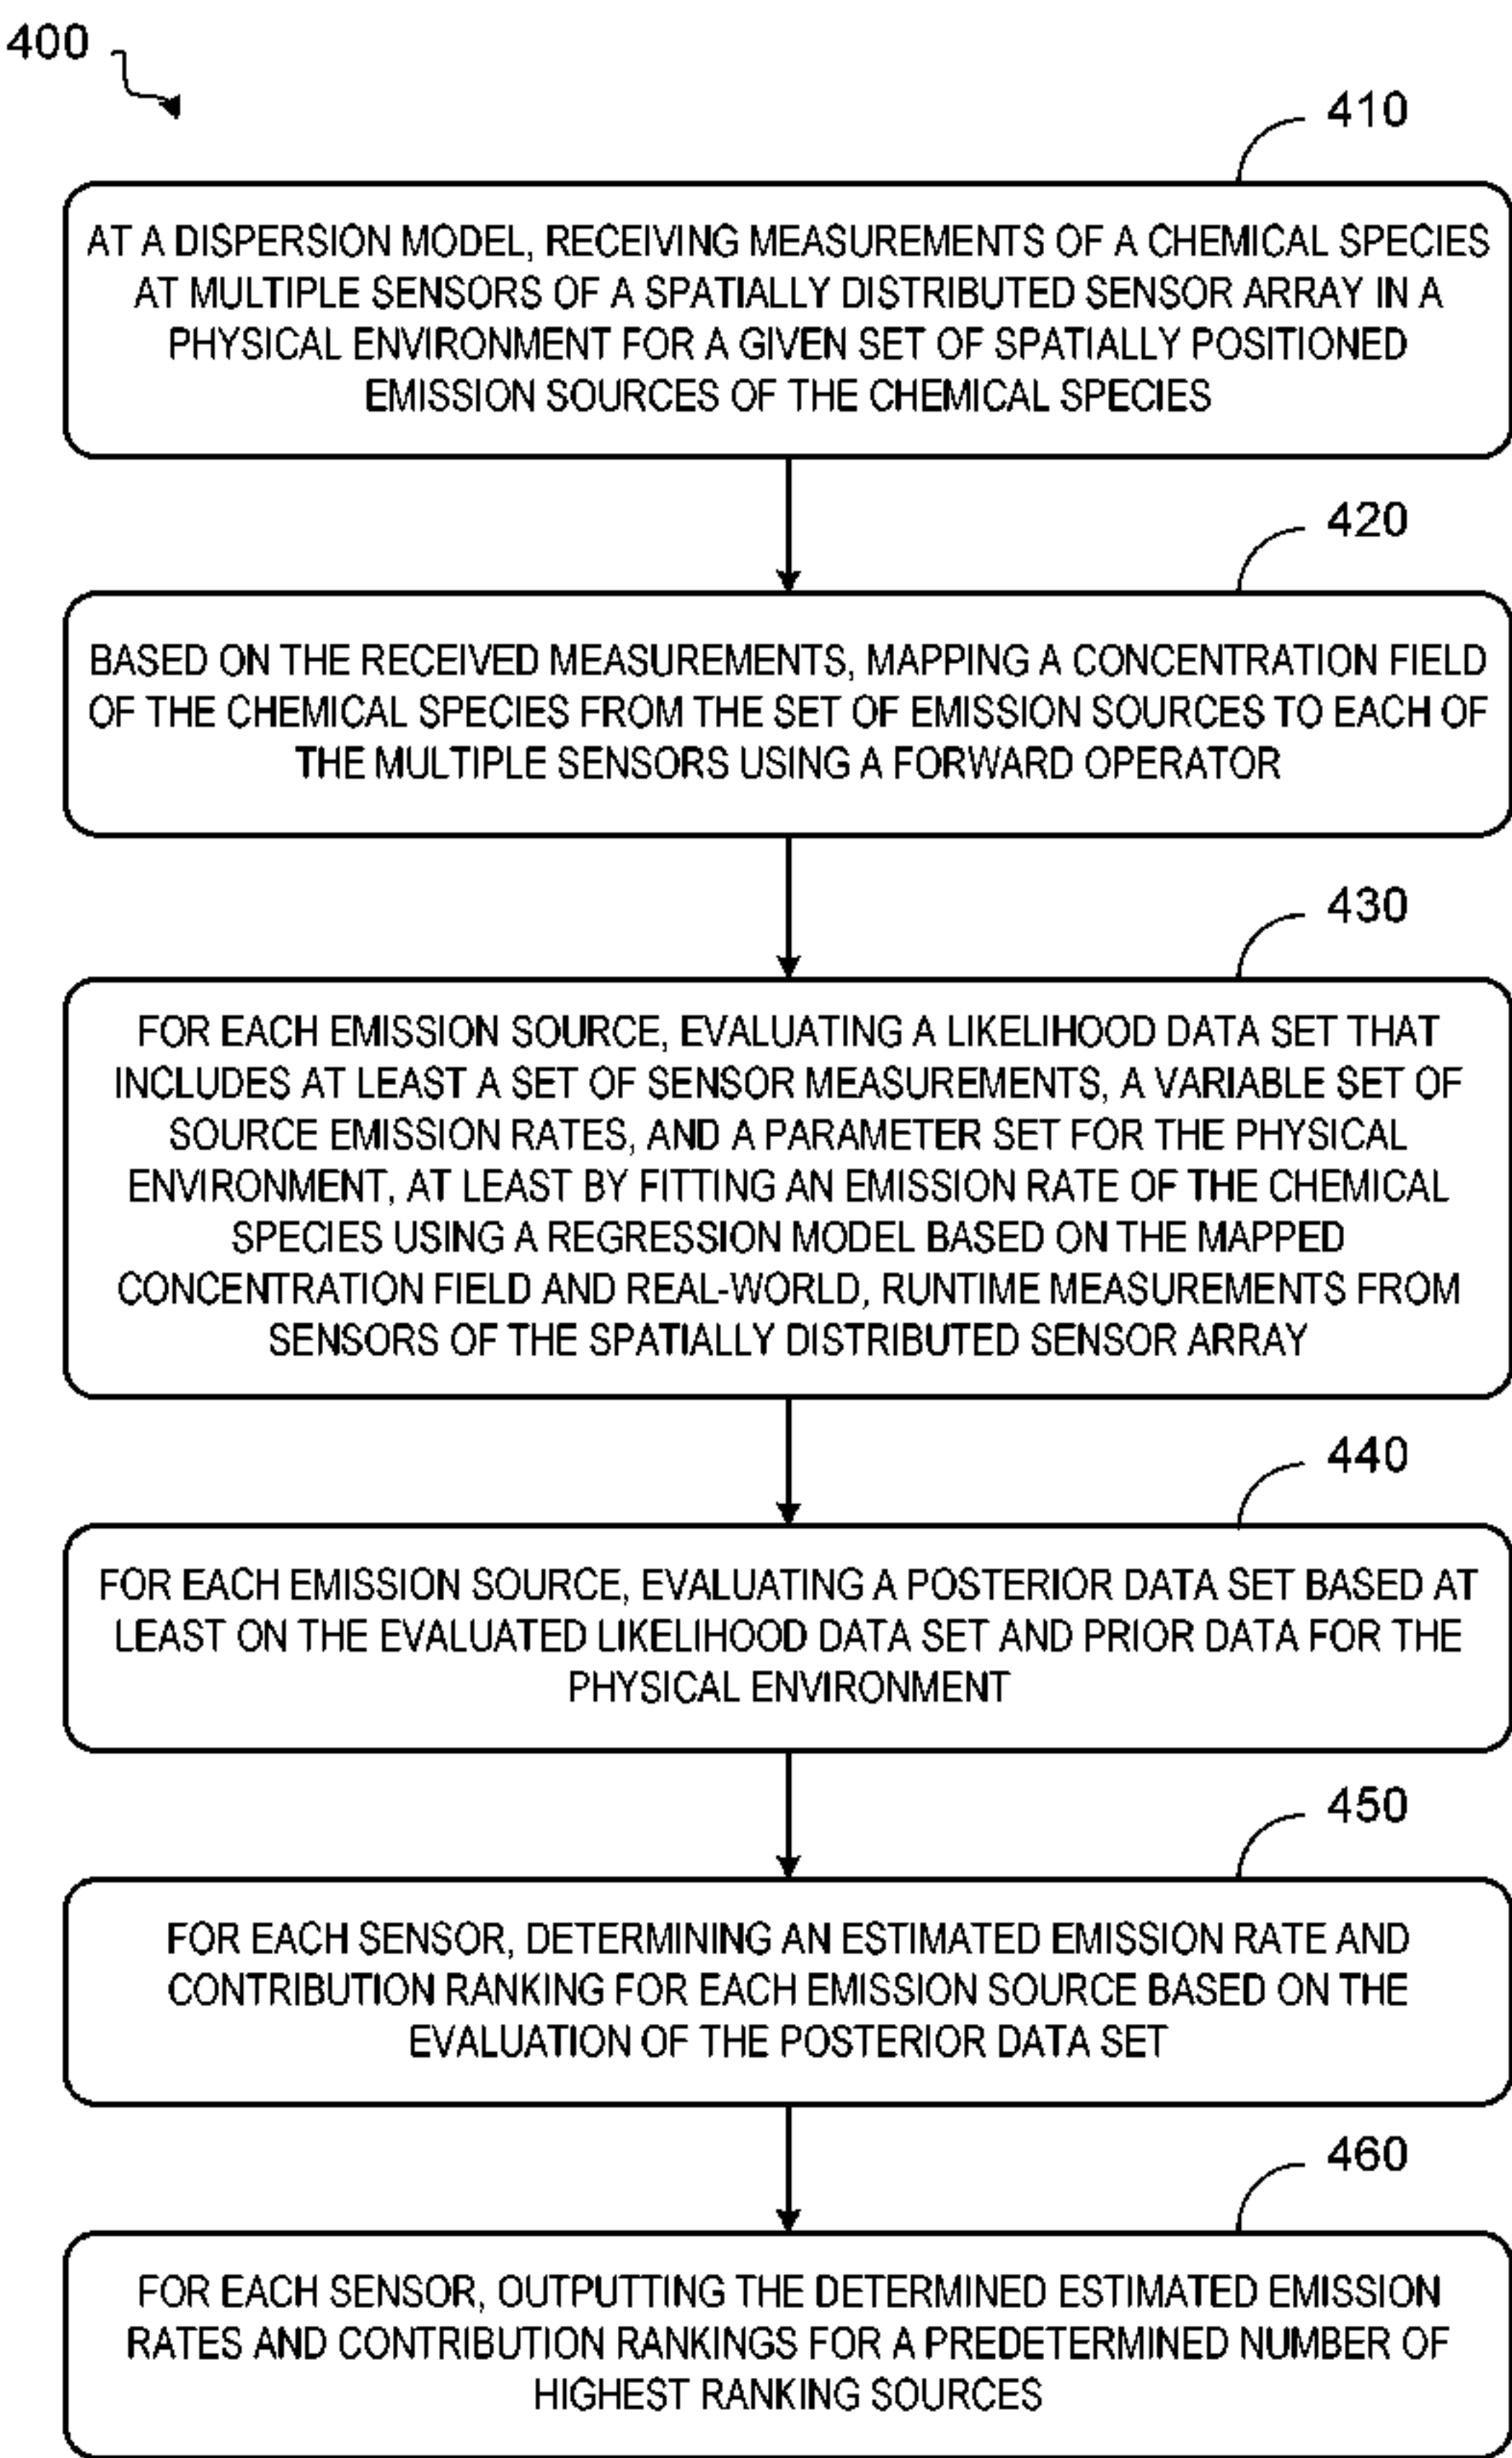 400
410
AT A DISPERSION MODEL, RECEIVING MEASUREMENTS OF A CHEMICAL SPECIES
AT MULTIPLE SENSORS OF A SPATIALLY DISTRIBUTED SENSOR ARRAY IN A
PHYSICAL ENVIRONMENT FOR A GIVEN SET OF SPATIALLY POSITIONED
EMISSION SOURCES OF THE CHEMICAL SPECIES
420
BASED ON THE RECEIVED MEASUREMENTS, MAPPING A CONCENTRATION FIELD
OF THE CHEMICAL SPECIES FROM THE SET OF EMISSION SOURCES TO EACH OF
THE MULTIPLE SENSORS USING A FORWARD OPERATOR
430
FOR EACH EMISSION SOURCE, EVALUATING A LIKELIHOOD DATA SET THAT
INCLUDES AT LEAST A SET OF SENSOR MEASUREMENTS, A VARIABLE SET OF
SOURCE EMISSION RATES, AND A PARAMETER SET FOR THE PHYSICAL
ENVIRONMENT, AT LEAST BY FITTING AN EMISSION RATE OF THE CHEMICAL
SPECIES USING A REGRESSION MODEL BASED ON THE MAPPED
CONCENTRATION FIELD AND REAL-WORLD, RUNTIME MEASUREMENTS FROM
SENSORS OF THE SPATIALLY DISTRIBUTED SENSOR ARRAY
440
FOR EACH EMISSION SOURCE, EVALUATING A POSTERIOR DATA SET BASED AT
LEAST ON THE EVALUATED LIKELIHOOD DATA SET AND PRIOR DATA FOR THE
PHYSICAL ENVIRONMENT
450
FOR EACH SENSOR, DETERMINING AN ESTIMATED EMISSION RATE AND
CONTRIBUTION RANKING FOR EACH EMISSION SOURCE BASED ON THE
EVALUATION OF THE POSTERIOR DATA SET
460
FOR EACH SENSOR, OUTPUTTING THE DETERMINED ESTIMATED EMISSION
RATES AND CONTRIBUTION RANKINGS FOR A PREDETERMINED NUMBER OF
HIGHEST RANKING SOURCES